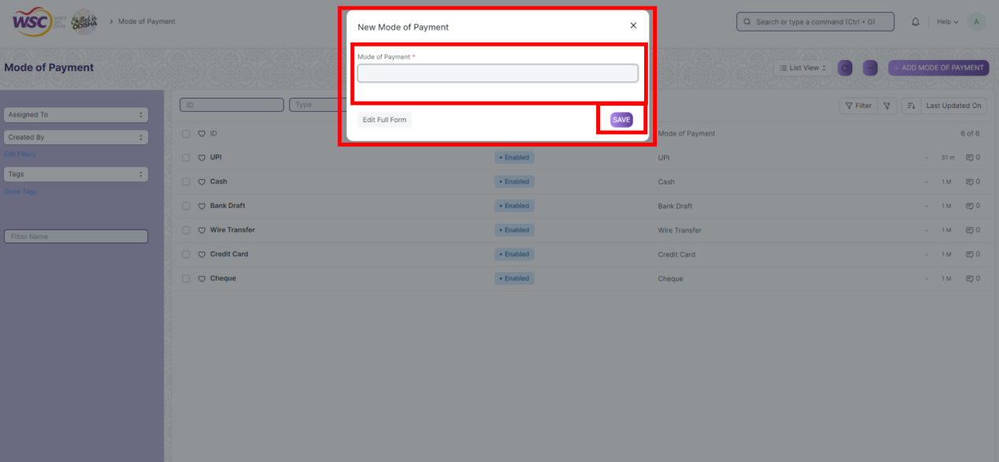 WSC WORLD SKILL CENTER Skilled in ODISHA > Mode of Payment
New Mode of Payment
Search or type a command (Ctrl + G)
Help
A
Mode of Payment
List View
+ ADD MODE OF PAYMENT
Mode of Payment *
Edit Full Form
SAVE
Assigned To
Created By
Edit Filters
Tags
Show Tags
Filter Name
ID
Type
Filter
Last Updated On
ID Mode of Payment 6 of 6
UPI • Enabled UPI - 51 m 0
Cash • Enabled Cash - 1 M 0
Bank Draft • Enabled Bank Draft - 1 M 0
Wire Transfer • Enabled Wire Transfer - 1 M 0
Credit Card • Enabled Credit Card - 1 M 0
Cheque • Enabled Cheque - 1 M 0